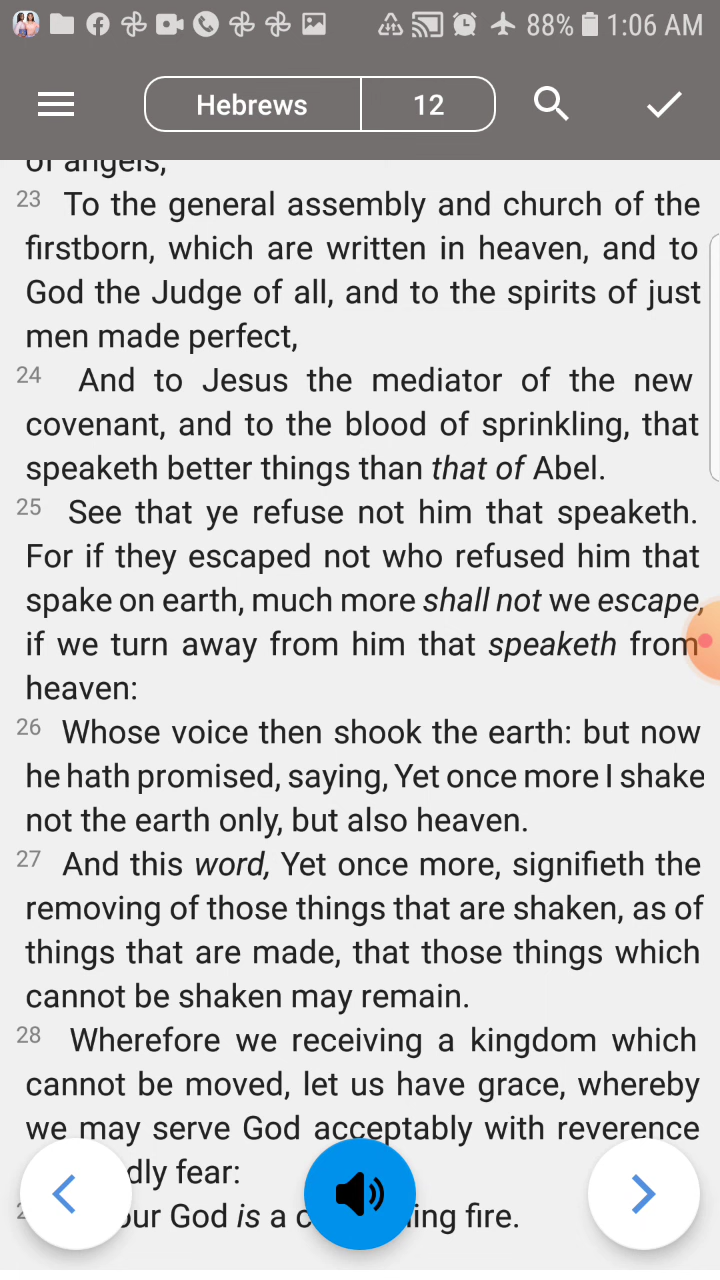 88% 1:06 AM
Hebrews 12
of angels,
23 To the general assembly and church of the
firstborn, which are written in heaven, and to
God the Judge of all, and to the spirits of just
men made perfect,
24 And to Jesus the mediator of the new
covenant, and to the blood of sprinkling, that
speaketh better things than that of Abel.
25 See that ye refuse not him that speaketh.
For if they escaped not who refused him that
spake on earth, much more shall not we escape,
if we turn away from him that speaketh from
heaven:
26 Whose voice then shook the earth: but now
he hath promised, saying, Yet once more I shake
not the earth only, but also heaven.
27 And this word, Yet once more, signifieth the
removing of those things that are shaken, as of
things that are made, that those things which
cannot be shaken may remain.
28 Wherefore we receiving a kingdom which
cannot be moved, let us have grace, whereby
we may serve God acceptably with reverence
dly fear:
our God is a c ing fire.